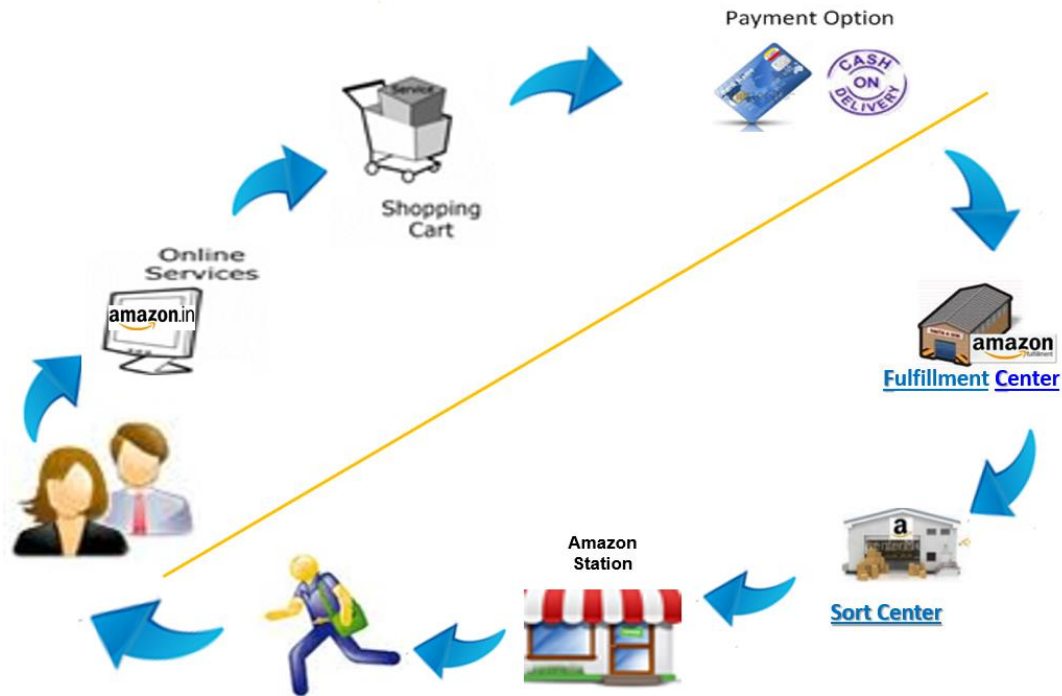 Payment Option
CASH
ON
DELIVERY
Service
Shopping
Cart
Online
Services
amazon.in
amazon
fulfillment
Fulfillment Center
a
Amazon
Station
Sort Center